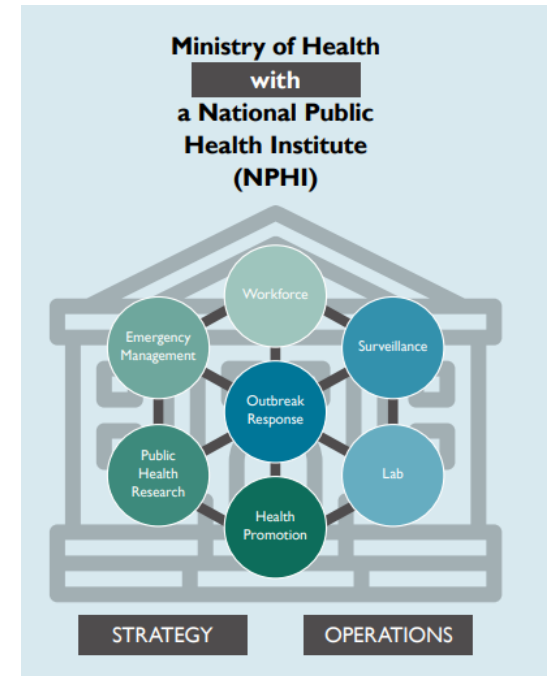 Ministry of Health
with
a National Public
Health Institute
(NPHI)
Workforce
Emergency
Management
Surveillance
Outbreak
Response
Public
Health
Research
Lab
Health
Promotion
STRATEGY
OPERATIONS